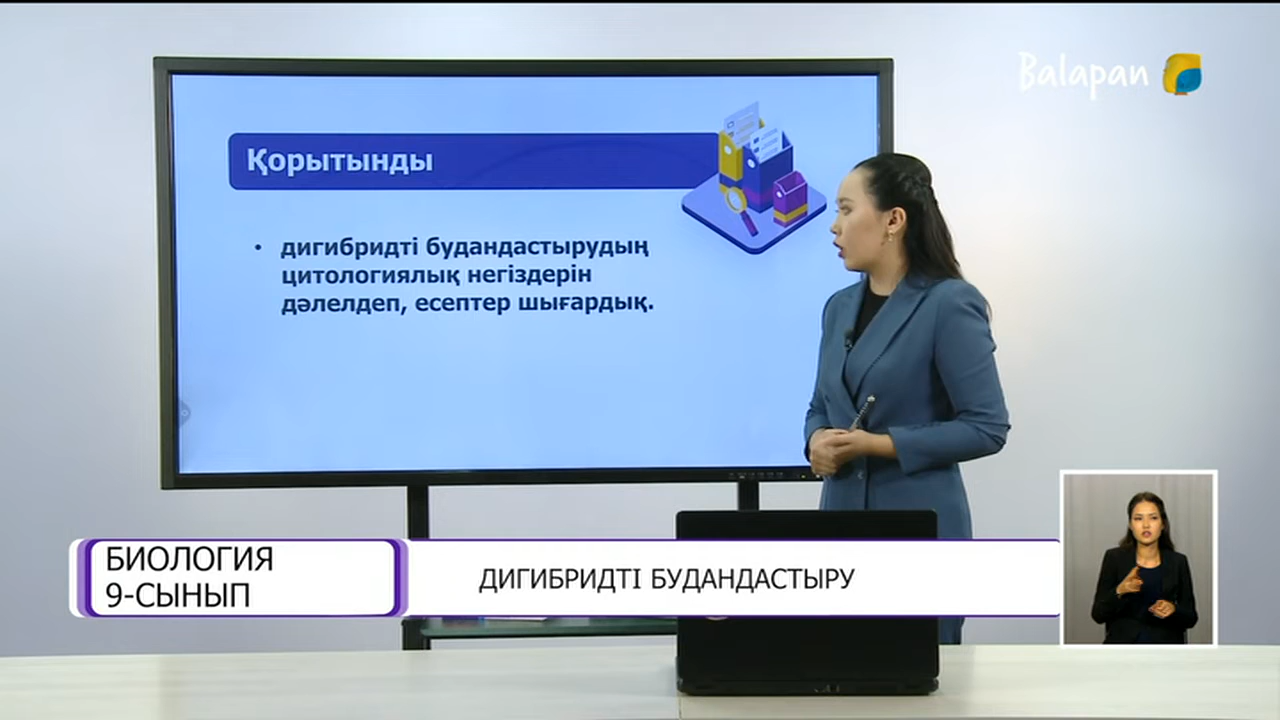 Balapan
Қорытынды
• дигибридті будандастырудың
цитологиялық негіздерін
дәлелдеп, есептер шығардық.
БИОЛОГИЯ
9-СЫНЫП
ДИГИБРИДТІ БУДАНДАСТЫРУ